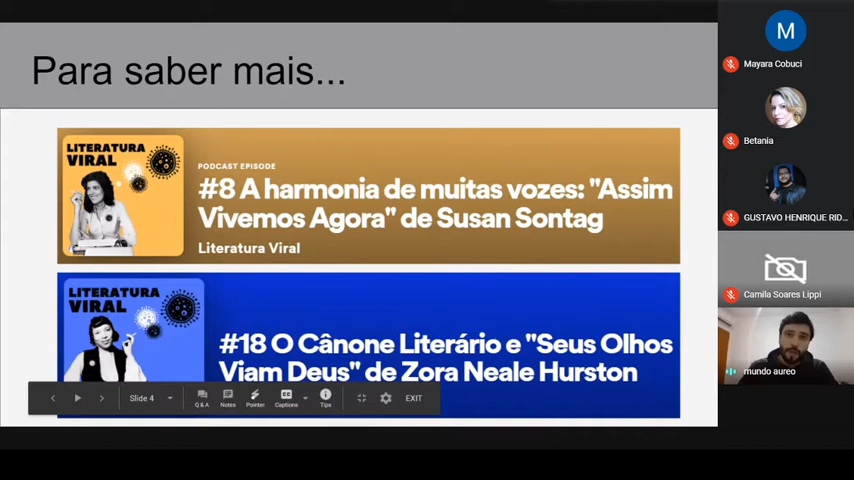 Para saber mais...
LITERATURA
VIRAL
PODCAST EPISODE
#8 A harmonia de muitas vozes: "Assim
Vivemos Agora" de Susan Sontag
Literatura Viral
LITERATURA
VIRAL
#18 O Cânone Literário e "Seus Olhos
Viam Deus" de Zora Neale Hurston
Slide 4
Q & A
Notes
Pointer
Captions
Tips
EXIT
M
Mayara Cobuci
Betania
GUSTAVO HENRIQUE RID...
Camila Soares Lippi
mundo aureo